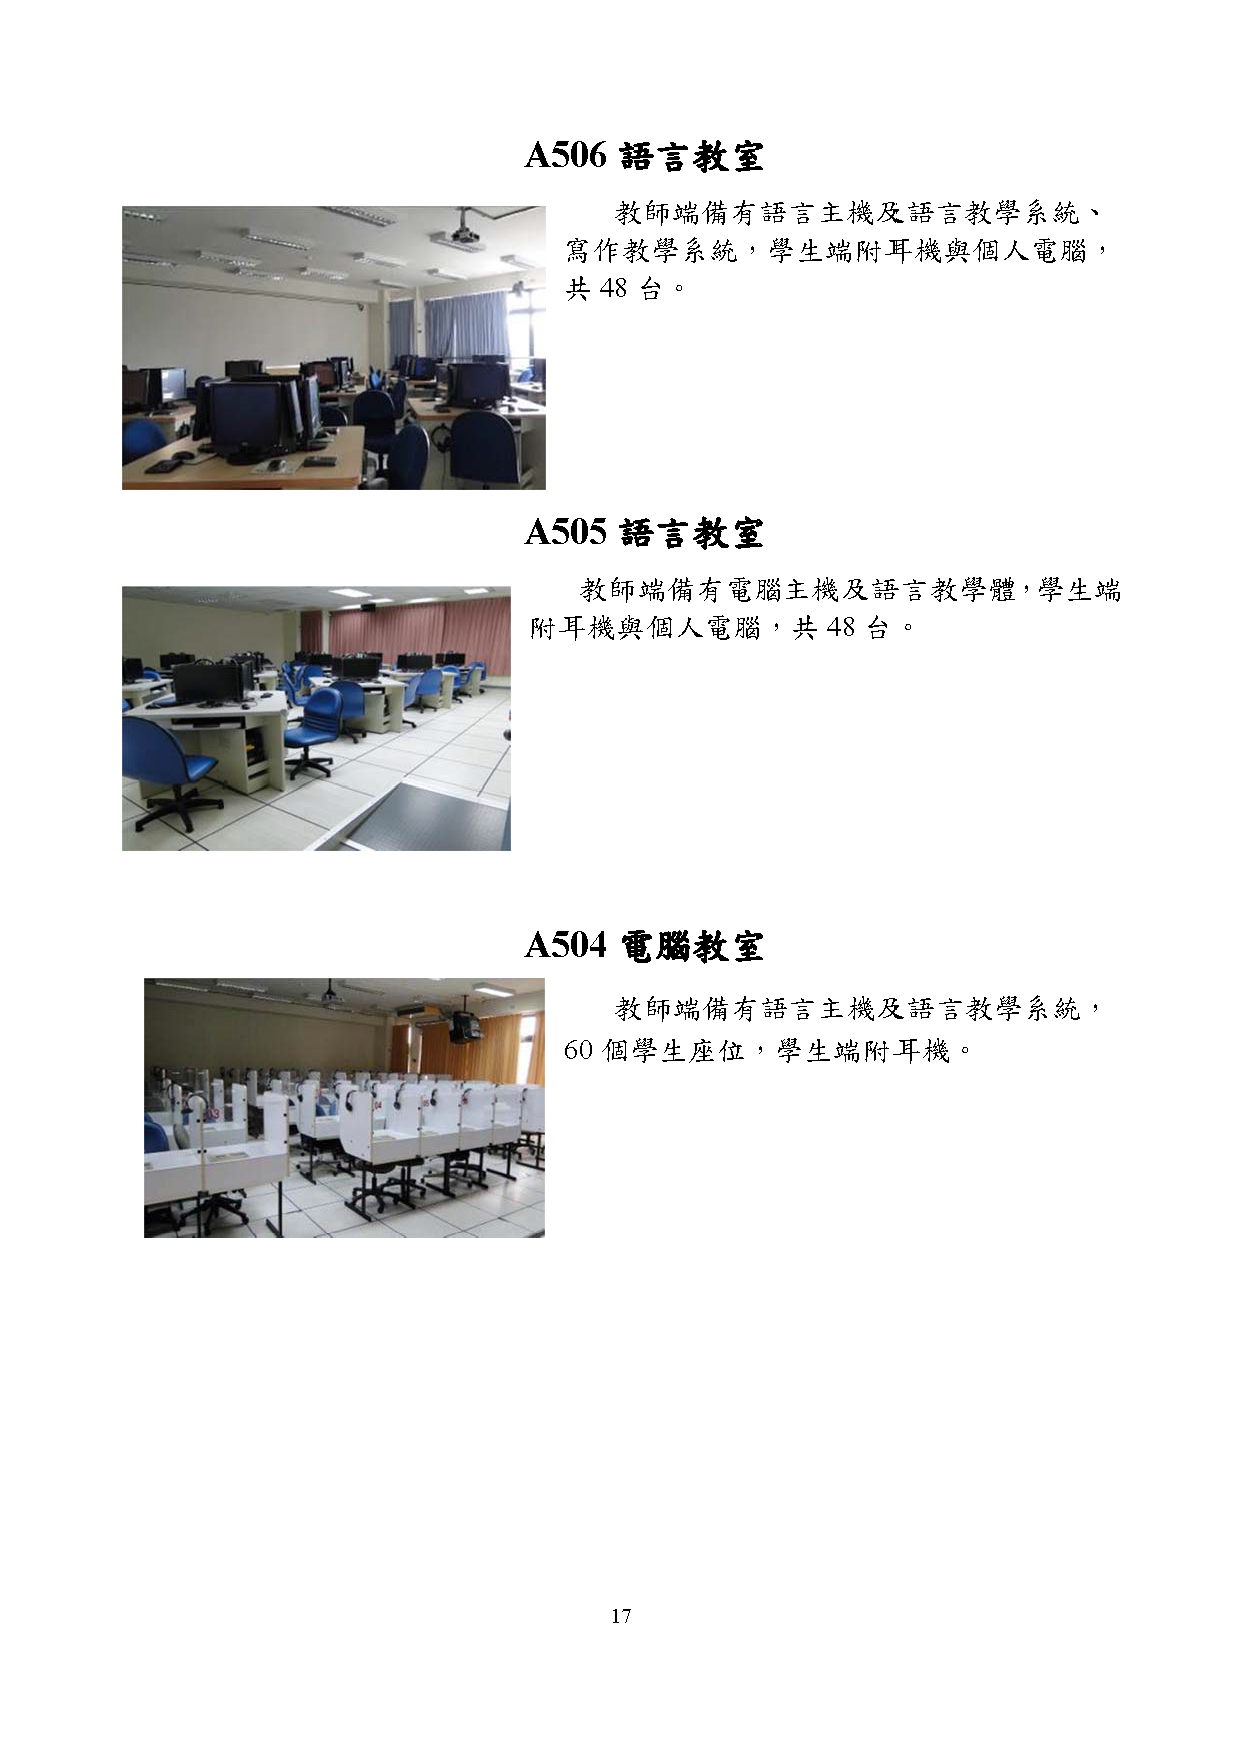 A506 語言教室
教師端備有語言主機及語言教學系統、
寫作教學系統，學生端附耳機與個人電腦，
共 48 台。
A505 語言教室
教師端備有電腦主機及語言教學體，學生端
附耳機與個人電腦，共 48 台。
A504 電腦教室
教師端備有語言主機及語言教學系統，
60 個學生座位，學生端附耳機。
17